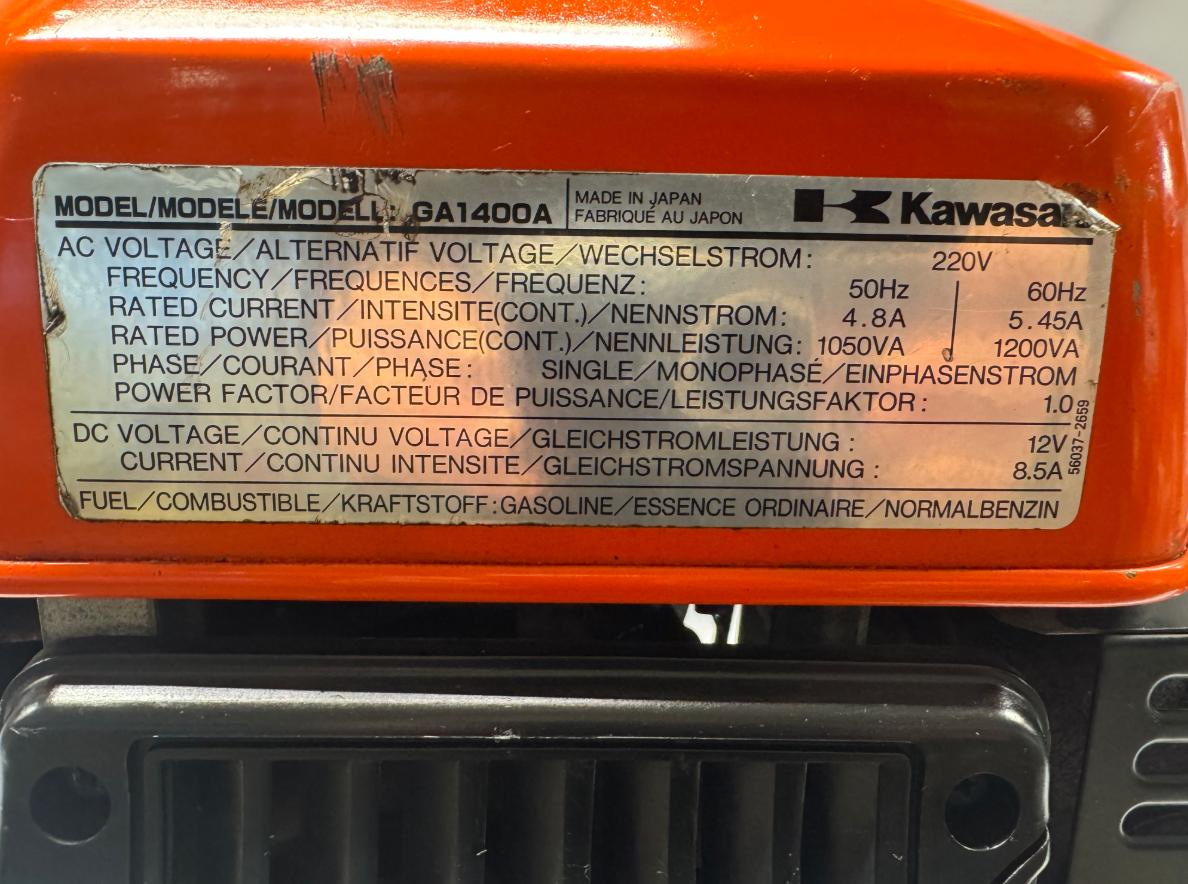 MODEL/MODELE/MODELL: GA1400A
MADE IN JAPAN
FABRIQUÉ AU JAPON
Kawasa
AC VOLTAGE/ALTERNATIF VOLTAGE/WECHSELSTROM: 220V
FREQUENCY/FREQUENCES/FREQUENZ: 50Hz 60Hz
RATED CURRENT/INTENSITE(CONT.)/NENNSTROM: 4.8A 5.45A
RATED POWER/PUISSANCE(CONT.)/NENNLEISTUNG: 1050VA 1200VA
PHASE/COURANT/PHASE: SINGLE/MONOPHASÉ/EINPHASENSTROM
POWER FACTOR/FACTEUR DE PUISSANCE/LEISTUNGSFAKTOR: 1.0
DC VOLTAGE/CONTINU VOLTAGE/GLEICHSTROMLEISTUNG: 12V
CURRENT/CONTINU INTENSITE/GLEICHSTROMSPANNUNG: 8.5A
56037-2659
FUEL/COMBUSTIBLE/KRAFTSTOFF:GASOLINE/ESSENCE ORDINAIRE/NORMALBENZIN